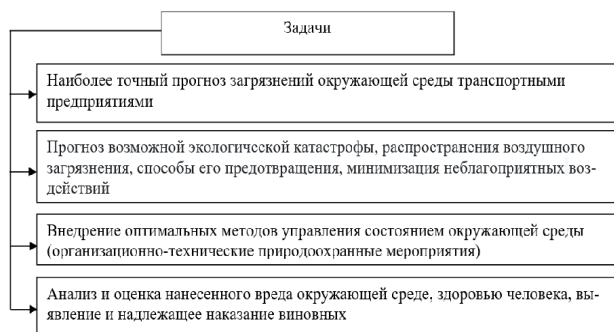 Задачи
Наиболее точный прогноз загрязнений окружающей среды транспортными
предприятиями
Прогноз возможной экологической катастрофы, распространения воздушного
загрязнения, способы его предотвращения, минимизация неблагоприятных воз-
действий
Внедрение оптимальных методов управления состоянием окружающей среды
(организационно-технические природоохранные мероприятия)
Анализ и оценка нанесенного вреда окружающей среде, здоровью человека, вы-
явление и надлежащее наказание виновных